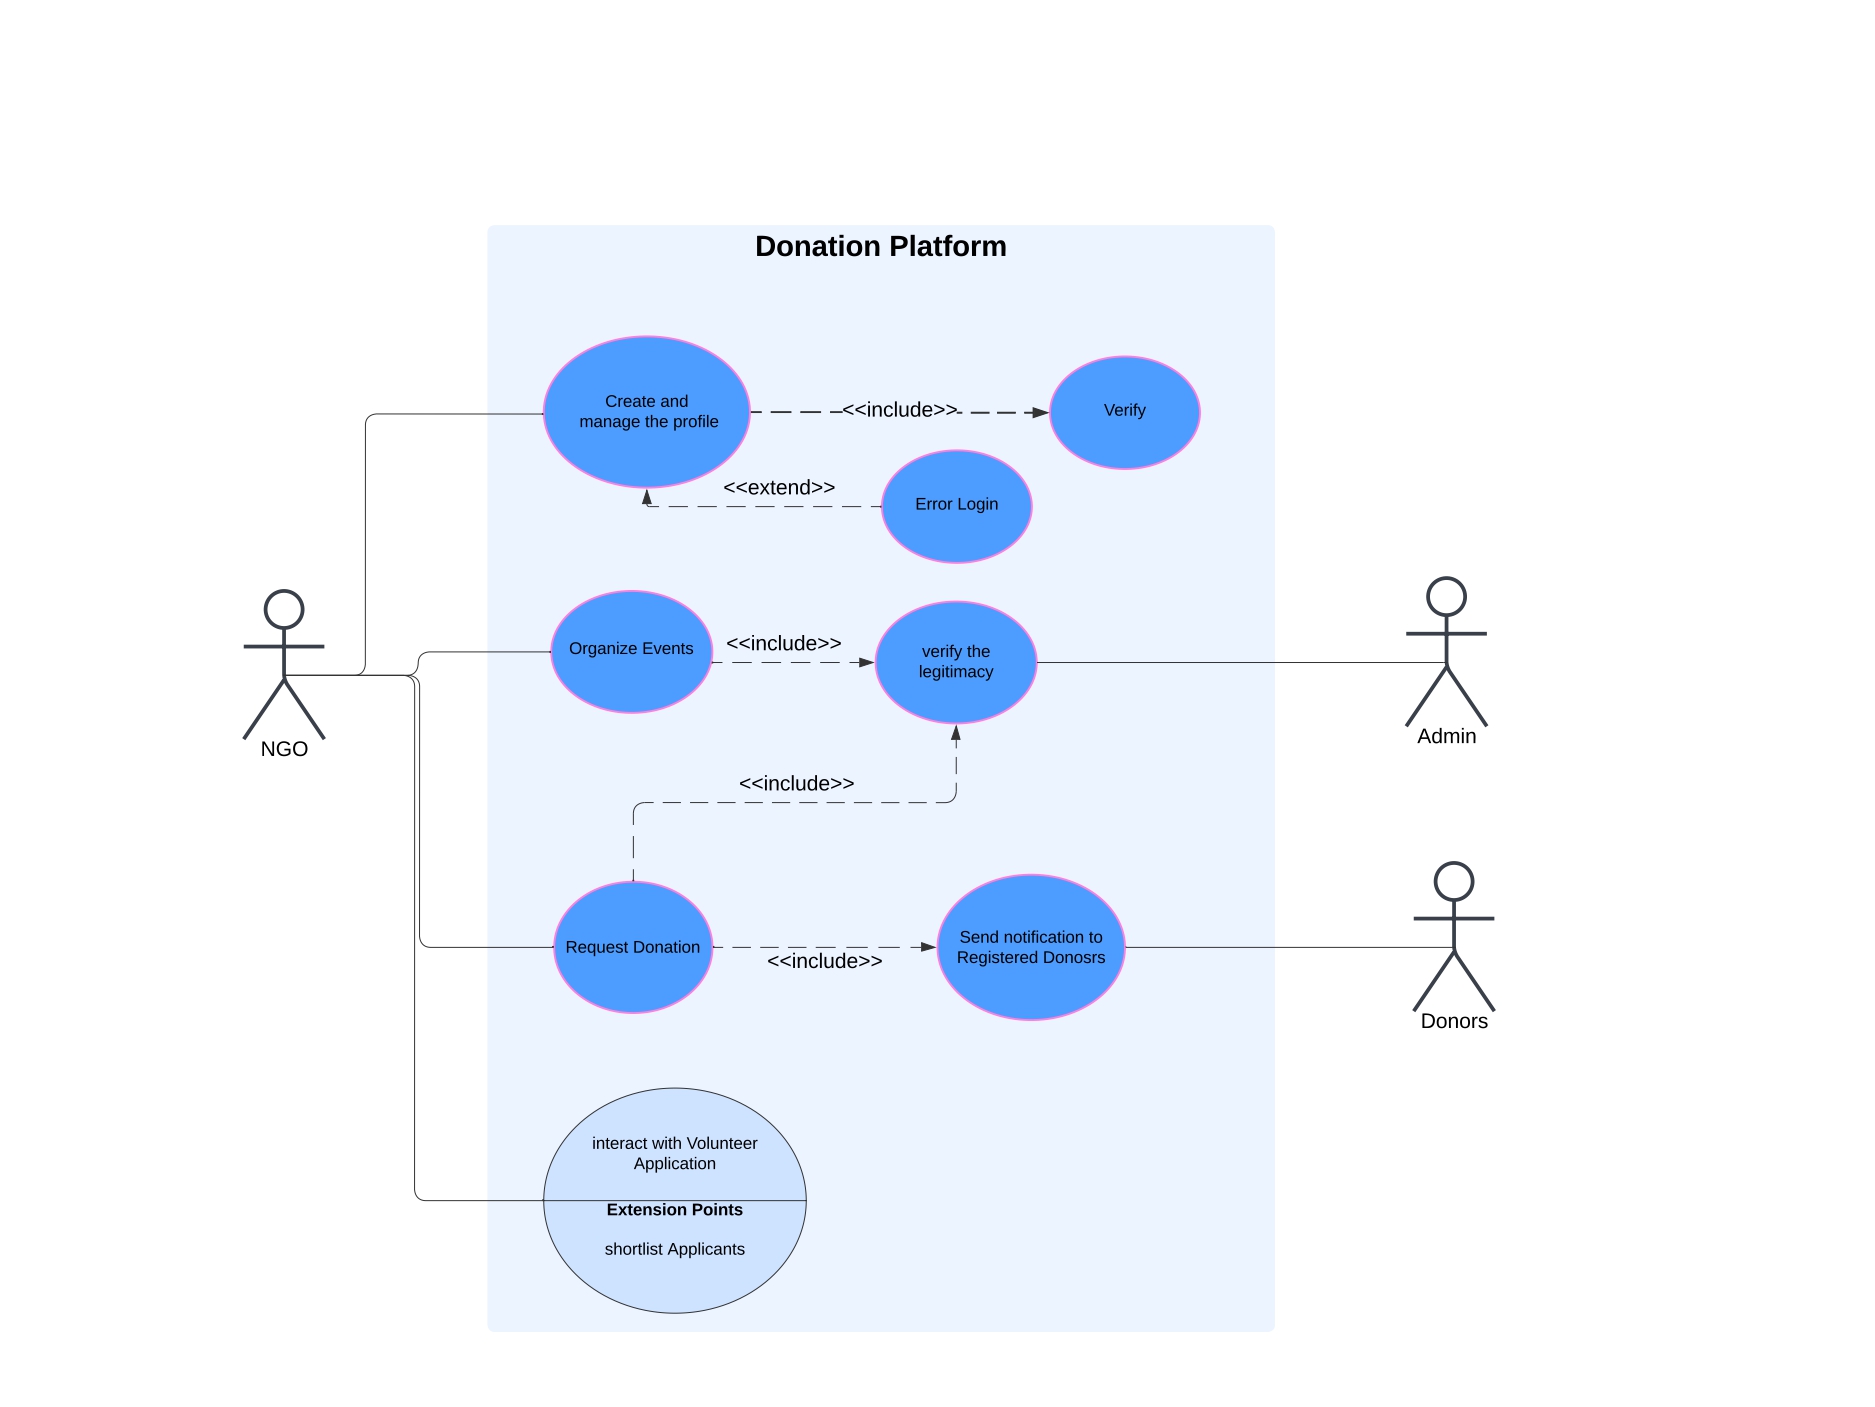 Donation Platform
Create and
manage the profile
<<include>>
Verify
<<extend>>
Error Login
Organize Events
<<include>>
verify the
legitimacy
NGO
Admin
<<include>>
Request Donation
<<include>>
Send notification to
Registered Donosrs
Donors
interact with Volunteer
Application
Extension Points
shortlist Applicants